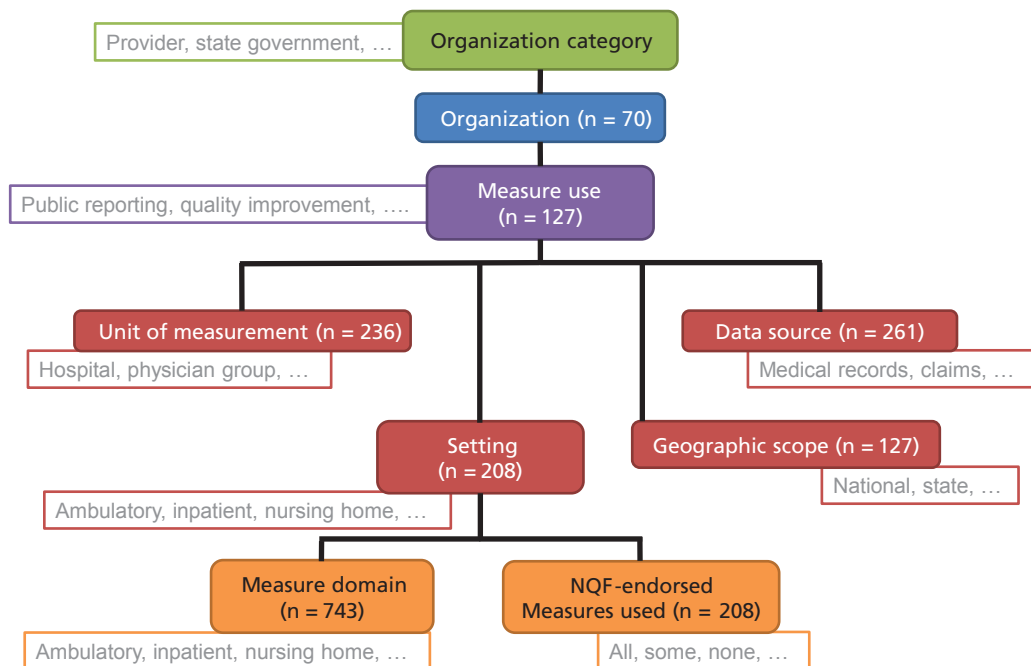 Provider, state government, …
Organization category
Organization (n = 70)
Measure use
(n = 127)
Public reporting, quality improvement, ….
Unit of measurement (n = 236)
Hospital, physician group, …
Data source (n = 261)
Medical records, claims, …
Setting
(n = 208)
Ambulatory, inpatient, nursing home, …
Geographic scope (n = 127)
National, state, …
Measure domain
(n = 743)
Ambulatory, inpatient, nursing home, …
NQF-endorsed
Measures used (n = 208)
All, some, none, …